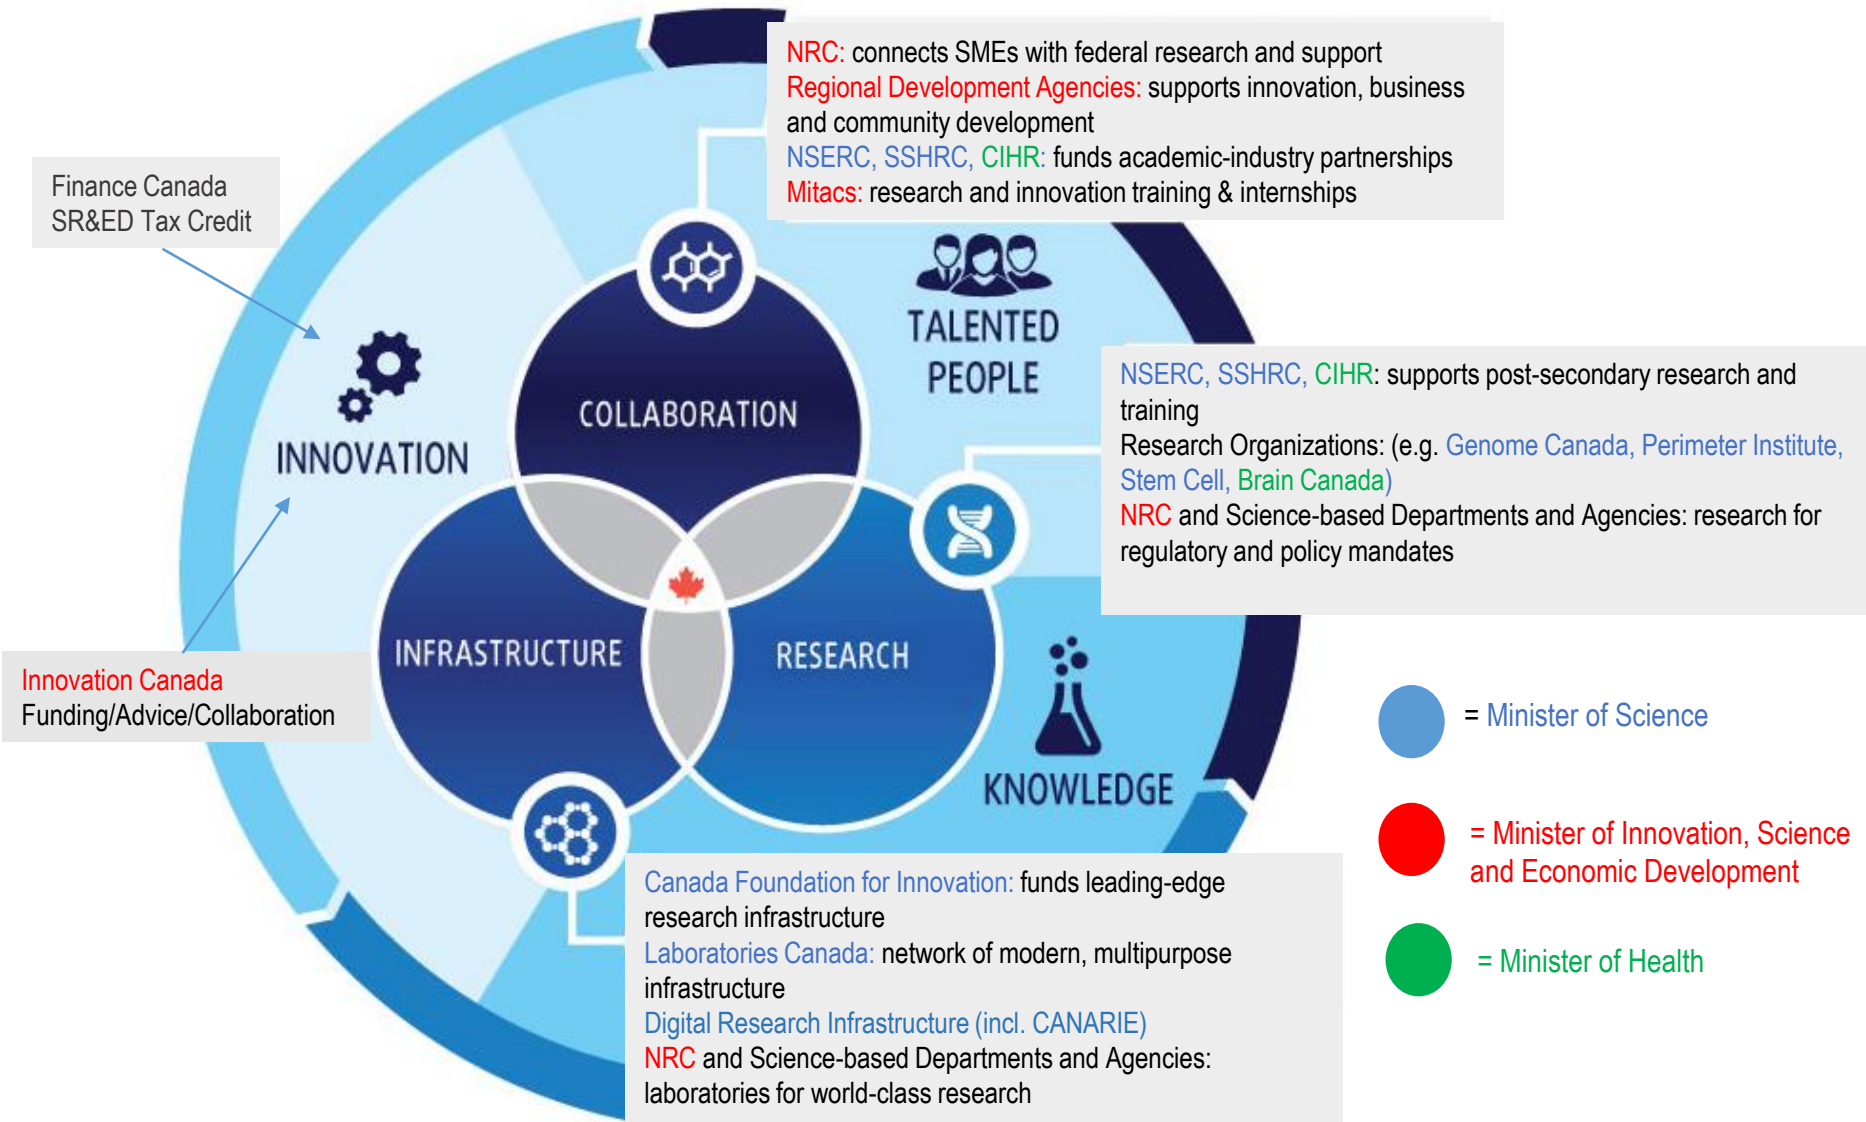 NRC: connects SMEs with federal research and support
Regional Development Agencies: supports innovation, business
and community development
NSERC, SSHRC, CIHR: funds academic-industry partnerships
Mitacs: research and innovation training & internships
Finance Canada
SR&ED Tax Credit
TALENTED
PEOPLE
COLLABORATION
INNOVATION
NSERC, SSHRC, CIHR: supports post-secondary research and
training
Research Organizations: (e.g. Genome Canada, Perimeter Institute,
Stem Cell, Brain Canada)
NRC and Science-based Departments and Agencies: research for
regulatory and policy mandates
INFRASTRUCTURE
RESEARCH
Innovation Canada
Funding/Advice/Collaboration
KNOWLEDGE
= Minister of Science
= Minister of Innovation, Science
and Economic Development
= Minister of Health
Canada Foundation for Innovation: funds leading-edge
research infrastructure
Laboratories Canada: network of modern, multipurpose
infrastructure
Digital Research Infrastructure (incl. CANARIE)
NRC and Science-based Departments and Agencies:
laboratories for world-class research